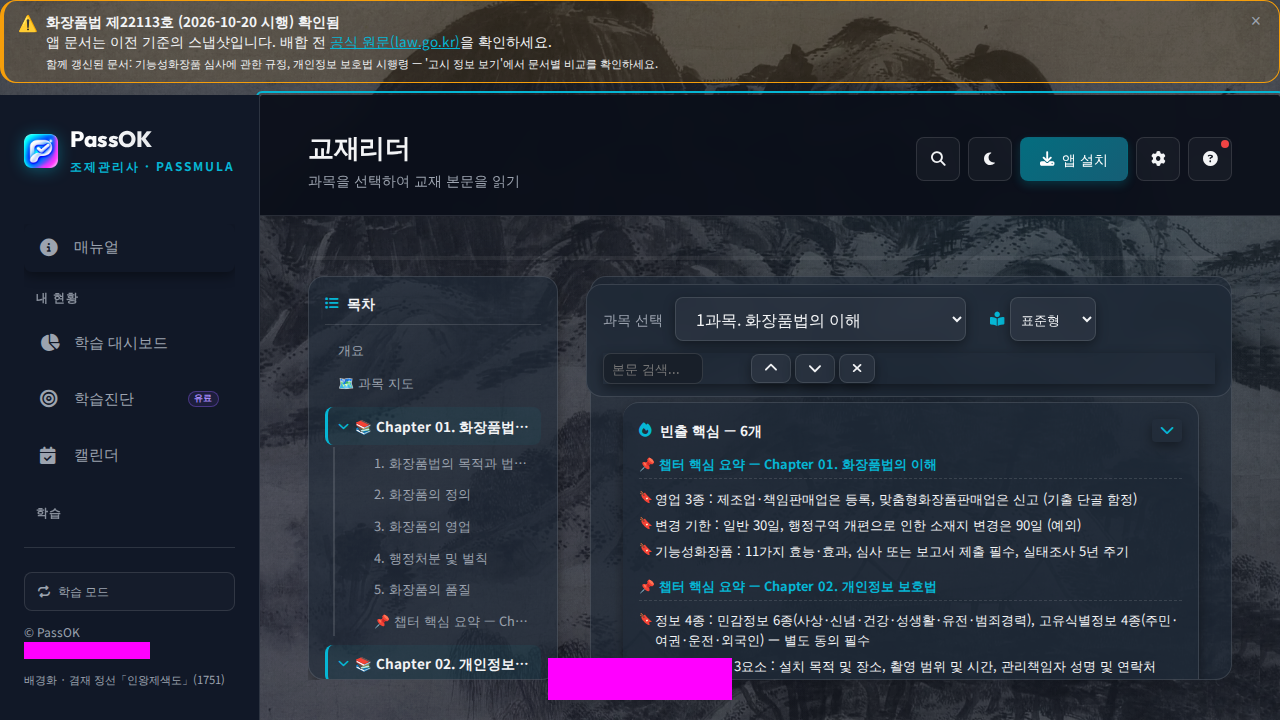 화장품법 제22113호 (2026-10-20 시행) 확인됨
앱 문서는 이전 기준의 스냅샷입니다. 배합 전 공식 원문(law.go.kr)을 확인하세요.
함께 갱신된 문서: 기능성화장품 심사에 관한 규정, 개인정보 보호법 시행령 — '고시 정보 보기'에서 문서별 비교를 확인하세요.
PassOK
조제관리사 · PASSMULA
매뉴얼
내 현황
학습 대시보드
학습진단
유료
캘린더
학습
학습 모드
© PassOK
배경화 · 겸재 정선「인왕제색도」(1751)
교재리더
과목을 선택하여 교재 본문을 읽기
앱 설치
목차
개요
과목 지도
Chapter 01. 화장품법…
1. 화장품법의 목적과 법…
2. 화장품의 정의
3. 화장품의 영업
4. 행정처분 및 벌칙
5. 화장품의 품질
챕터 핵심 요약 — Ch…
Chapter 02. 개인정보…
과목 선택
1과목. 화장품법의 이해
표준형
본문 검색...
빈출 핵심 — 6개
챕터 핵심 요약 — Chapter 01. 화장품법의 이해
영업 3종 : 제조업·책임판매업은 등록, 맞춤형화장품판매업은 신고 (기출 단골 함정)
변경 기한 : 일반 30일, 행정구역 개편으로 인한 소재지 변경은 90일 (예외)
기능성화장품 : 11가지 효능·효과, 심사 또는 보고서 제출 필수, 실태조사 5년 주기
챕터 핵심 요약 — Chapter 02. 개인정보 보호법
정보 4종 : 민감정보 6종(사상·신념·건강·성생활·유전·범죄경력), 고유식별정보 4종(주민·
여권·운전·외국인) — 별도 동의 필수
3요소 : 설치 목적 및 장소, 촬영 범위 및 시간, 관리책임자 성명 및 연락처